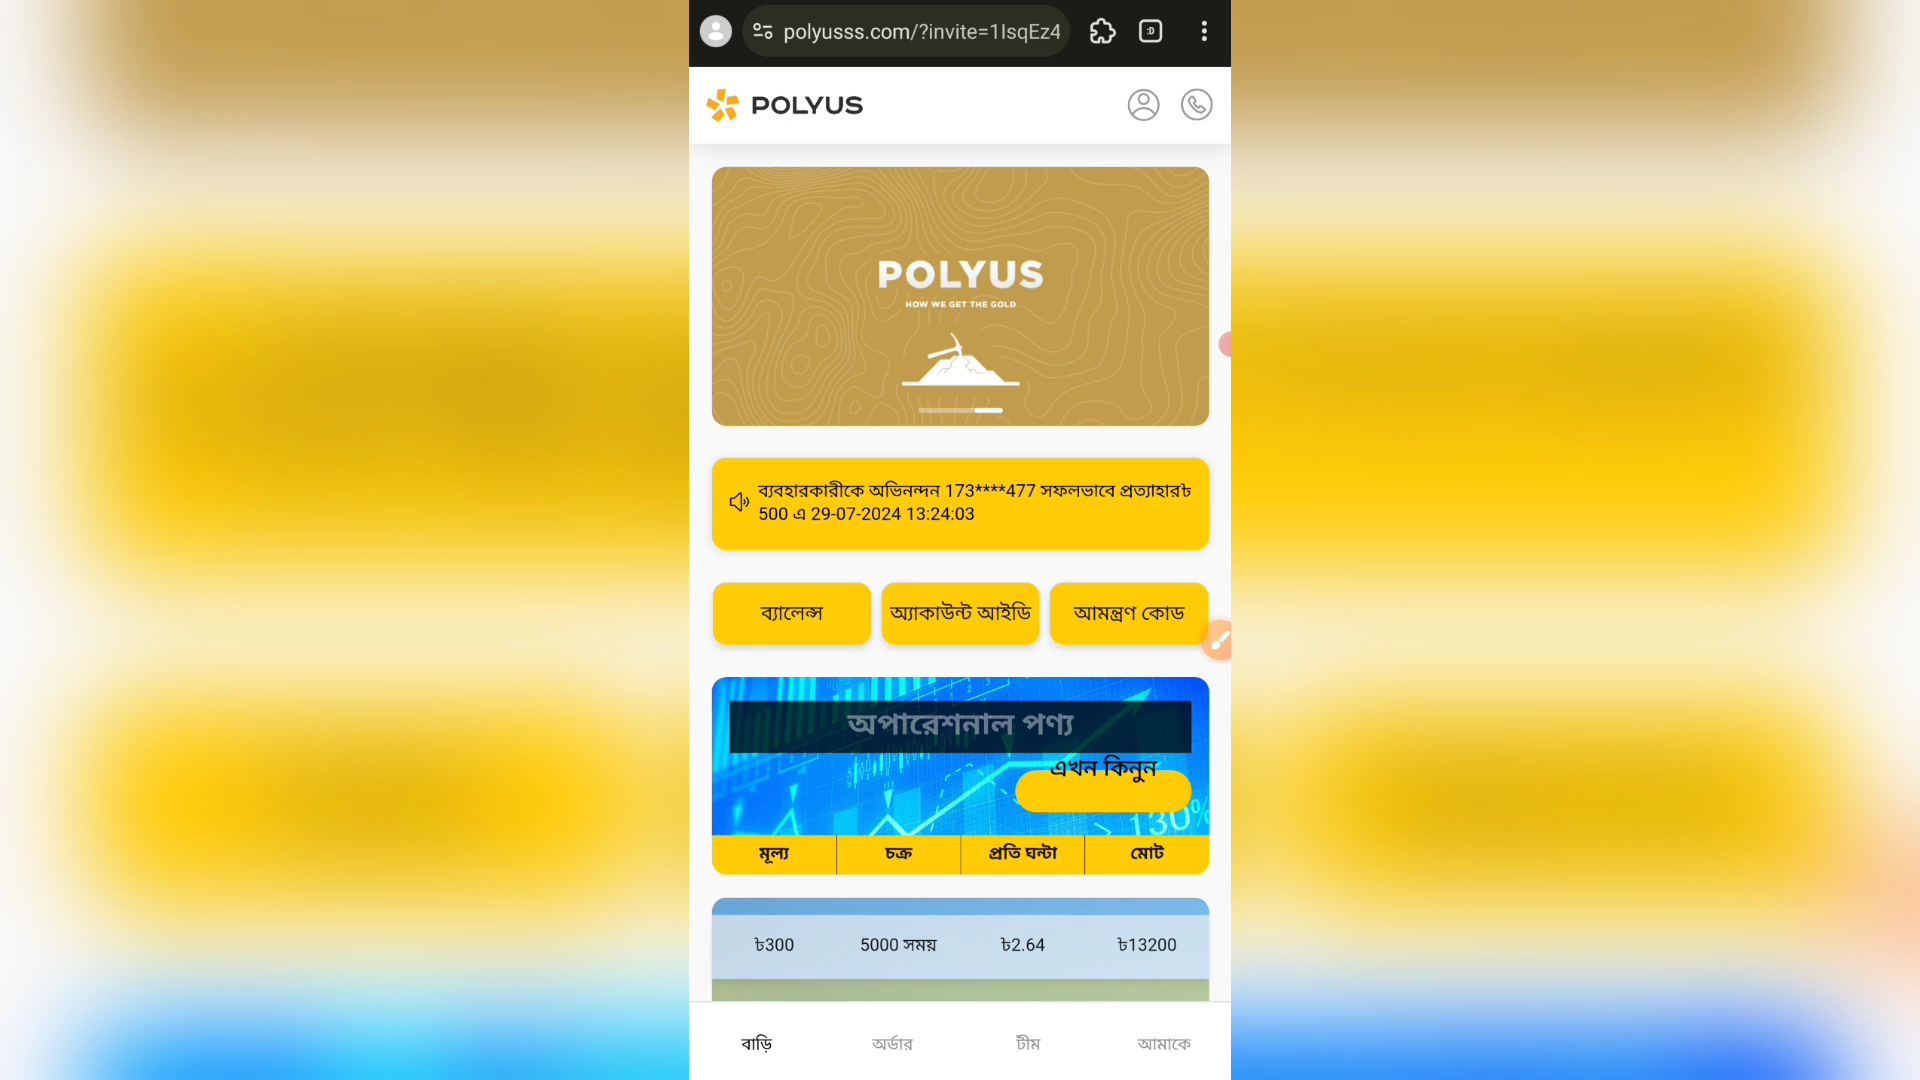 polyusss.com/?invite=1IsqEz4
:D
POLYUS
POLYUS
HOW WE GET THE GOLD
ব্যবহারকারীকে অভিনন্দন 173****477 সফলভাবে প্রত্যাহার৳
500 এ 29-07-2024 13:24:03
ব্যালেন্স
অ্যাকাউন্ট আইডি
আমন্ত্রণ কোড
অপারেশনাল পণ্য
এখন কিনুন
130%
মূল্য চক্র প্রতি ঘন্টা মোট
৳300 5000 সময় ৳2.64 ৳13200
বাড়ি অর্ডার টীম আমাকে